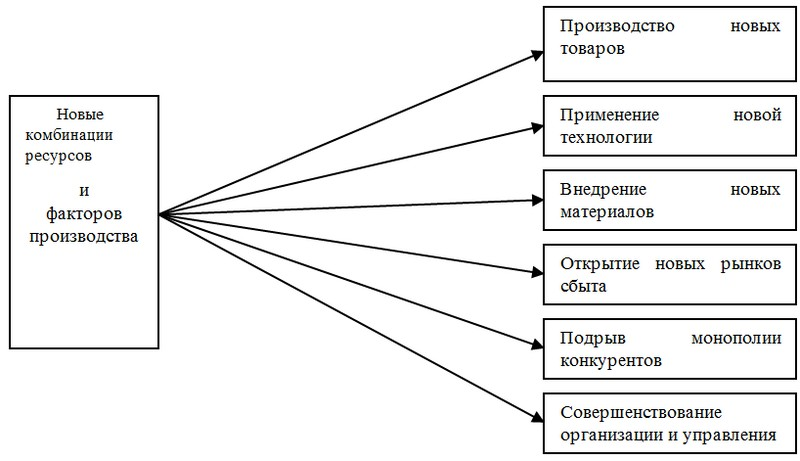 Новые
комбинации
ресурсов
и
факторов
производства
Производство новых
товаров
Применение новой
технологии
Внедрение новых
материалов
Открытие новых рынков
сбыта
Подрыв монополии
конкурентов
Совершенствование
организации и управления